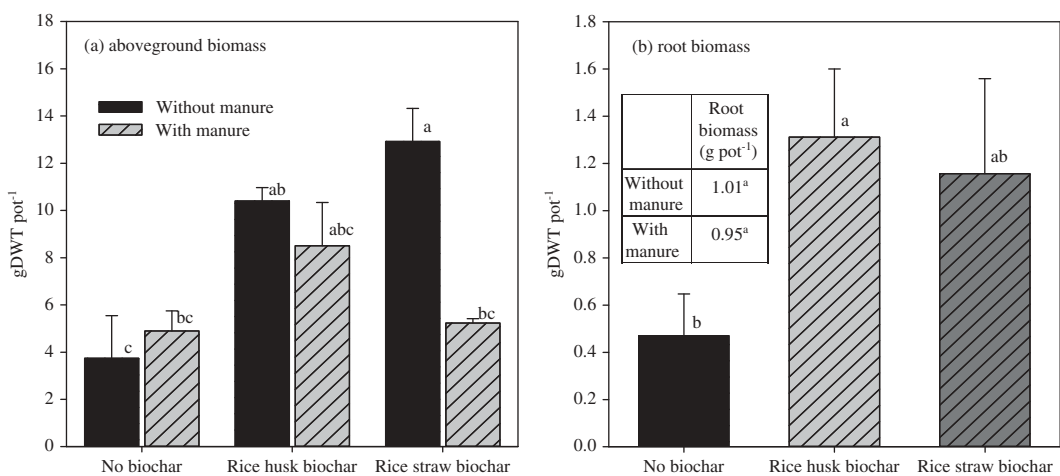 (a) aboveground biomass
Without manure
With manure
gDWT pot⁻¹
18
16
14
12
10
8
6
4
2
0
c
bc
ab
abc
a
bc
No biochar
Rice husk biochar
Rice straw biochar
(b) root biomass
gDWT pot⁻¹
1.8
1.6
1.4
1.2
1.0
0.8
0.6
0.4
0.2
0.0
Root
biomass
(g pot⁻¹)
Without
manure
1.01ᵃ
With
manure
0.95ᵃ
b
a
ab
No biochar
Rice husk biochar
Rice straw biochar